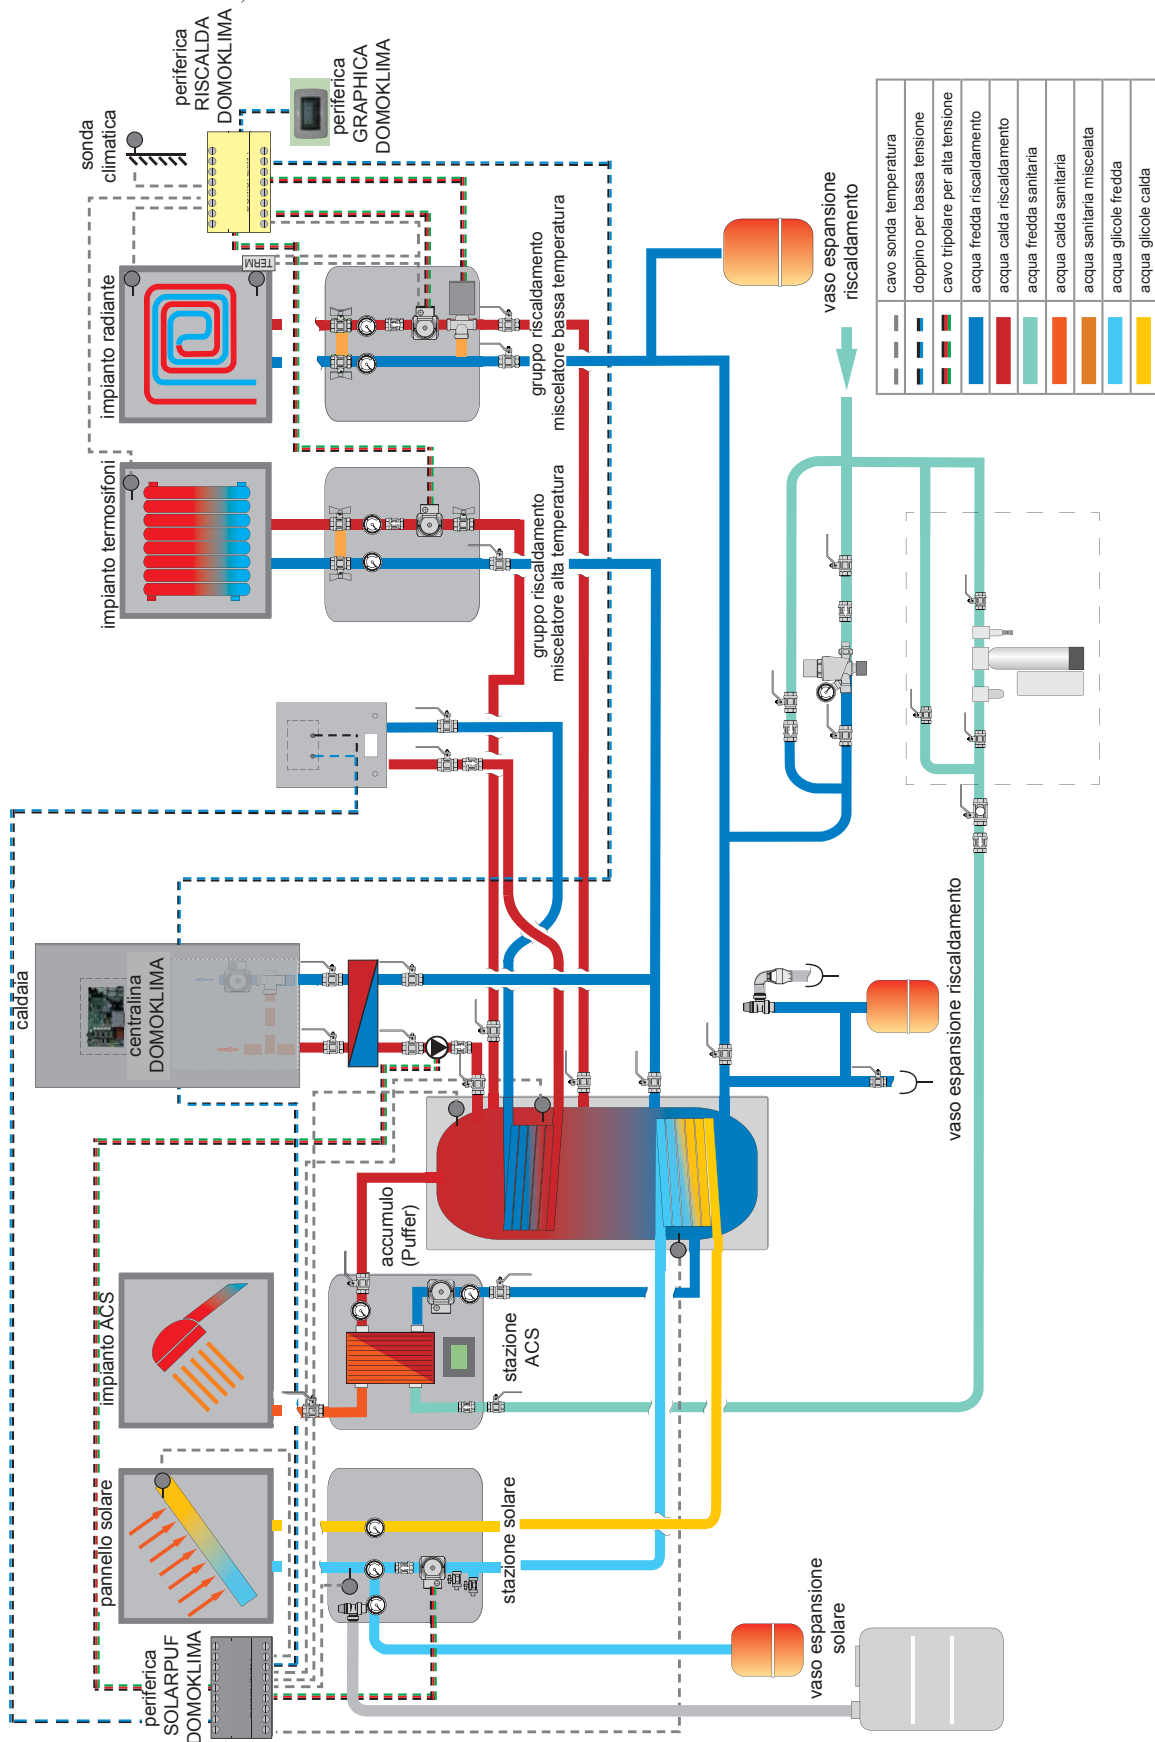 pannello solare
impianto ACS
caldaia
impianto termosifoni
impianto radiante
sonda
climatica
periferica
RISCALDA
DOMOKLIMA
periferica
GRAPHICA
DOMOKLIMA
TERM
centralina
DOMOKLIMA
periferica
SOLARPUF
DOMOKLIMA
stazione solare
stazione
ACS
accumulo
(Puffer)
gruppo riscaldamento
miscelatore alta temperatura
gruppo riscaldamento
miscelatore bassa temperatura
vaso espansione
solare
vaso espansione riscaldamento
vaso espansione
riscaldamento
cavo sonda temperatura
doppino per bassa tensione
cavo tripolare per alta tensione
acqua fredda riscaldamento
acqua calda riscaldamento
acqua fredda sanitaria
acqua calda sanitaria
acqua sanitaria miscelata
acqua glicole fredda
acqua glicole calda